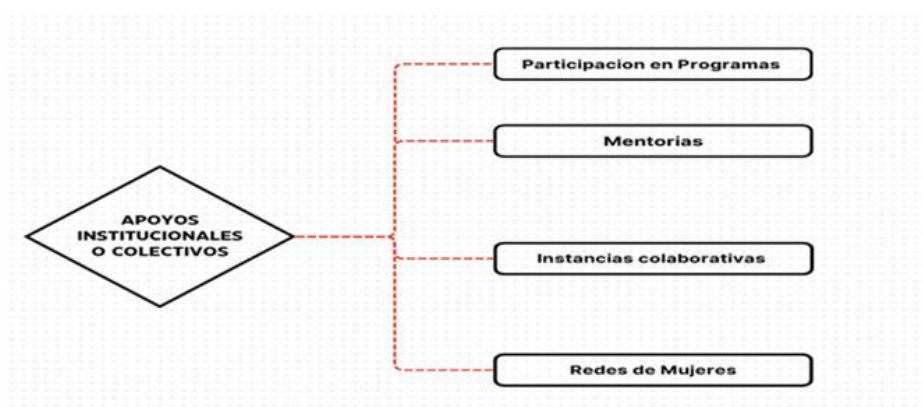 APOYOS
INSTITUCIONALES
O COLECTIVOS
Participacion en Programas
Mentorias
Instancias colaborativas
Redes de Mujeres